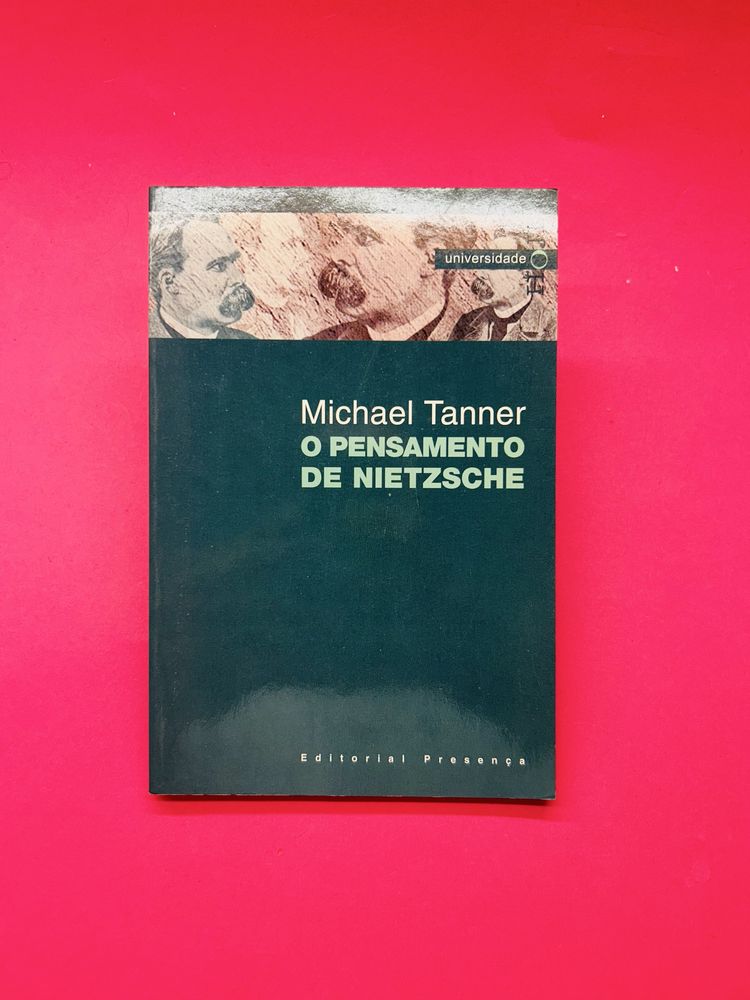 universidade
Michael Tanner
O PENSAMENTO
DE NIETZSCHE
Editorial Presença